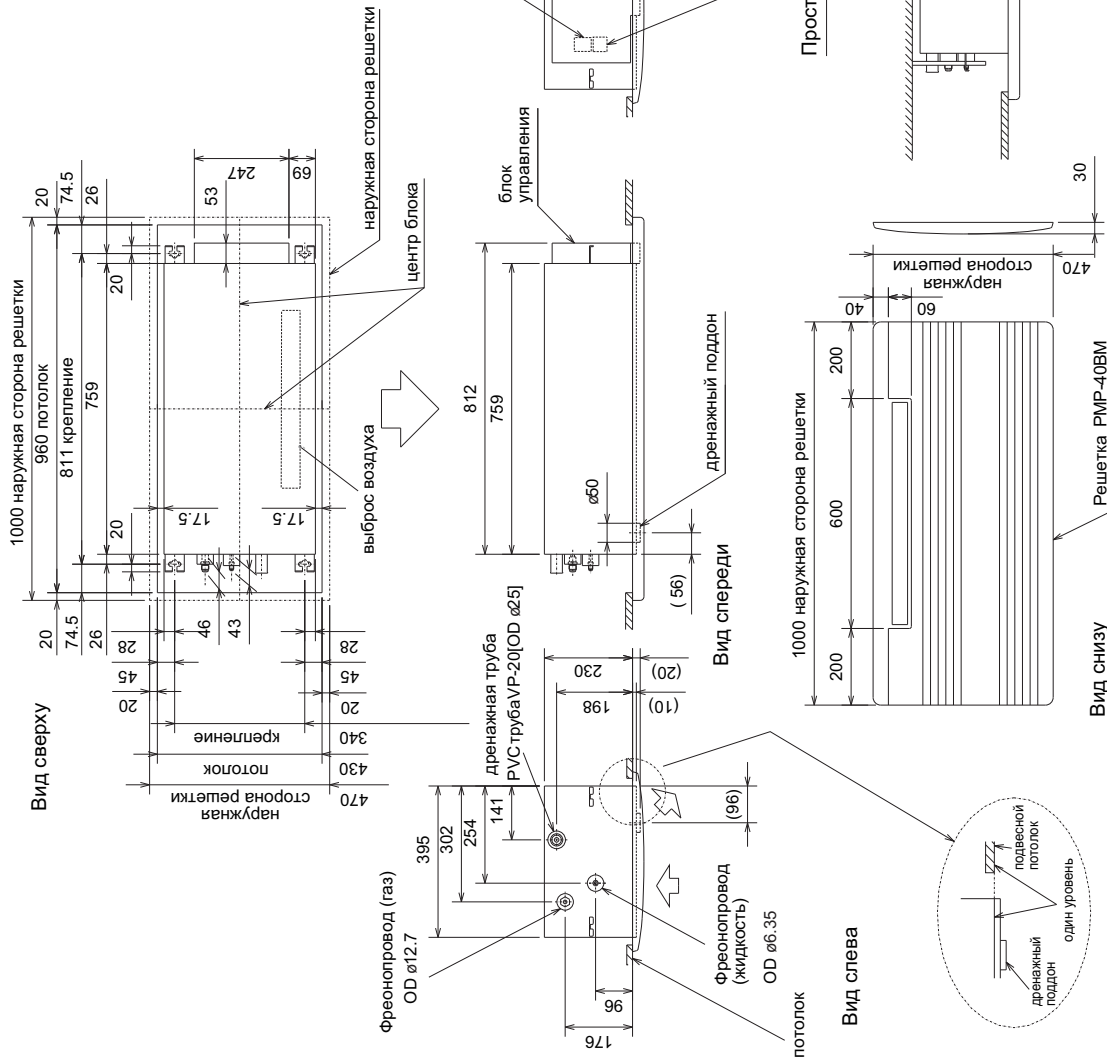 Вид сверху
1000 наружная сторона решетки
960 потолок
811 крепление
759
20
74.5
26
20
20
74.5
26
20
53
247
69
17.5
17.5
46
43
28
45
20
28
45
20
340
крепление
430
потолок
470
наружная
сторона решетки
наружная сторона решетки
центр блока
выброс воздуха
блок
управления
812
759
ø50
( 56)
дренажный поддон
Вид спереди
дренажная труба
PVCтрубаVP-20[OD ø25]
230
198
(20)
(10)
395
302
254
141
Фреонопровод (газ)
OD ø12.7
Фреонопровод
(жидкость)
OD ø6.35
96
176
(96)
потолок
Вид слева
подвесной
потолок
один уровень
дренажный
поддон
1000 наружная сторона решетки
200
600
200
40
60
470
наружная
сторона решетки
30
Решетка PMP-40BM
Вид снизу
Прост